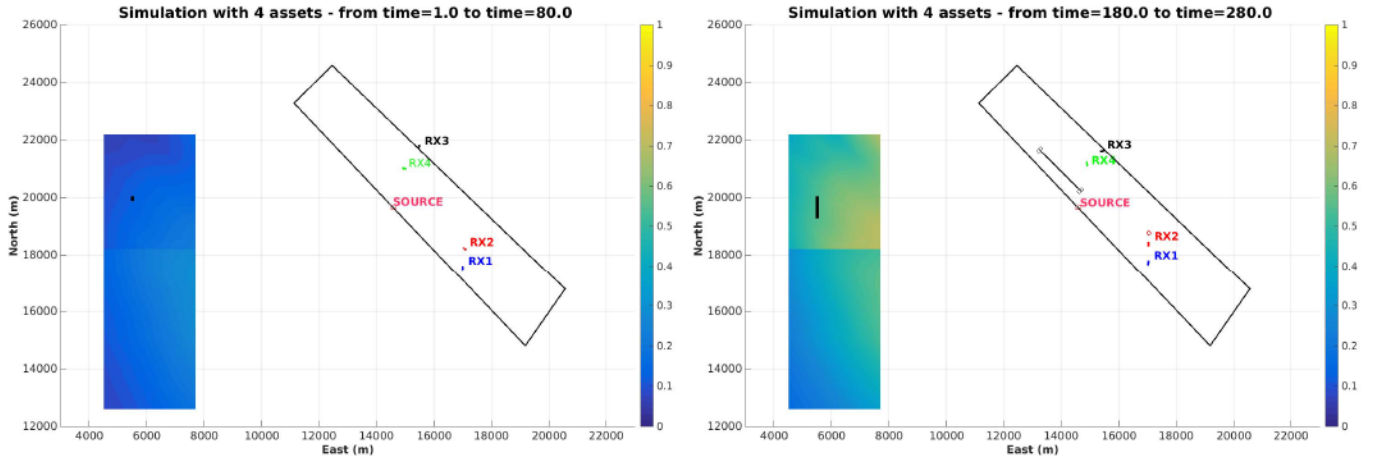 Simulation with 4 assets - from time=1.0 to time=80.0
26000
24000
22000
20000
18000
16000
14000
12000
North (m)
RX3
RX4
SOURCE
RX2
RX1
4000 6000 8000 10000 12000 14000 16000 18000 20000 22000
East (m)
1
0.9
0.8
0.7
0.6
0.5
0.4
0.3
0.2
0.1
0
Simulation with 4 assets - from time=180.0 to time=280.0
26000
24000
22000
20000
18000
16000
14000
12000
North (m)
RX3
RX4
SOURCE
RX2
RX1
4000 6000 8000 10000 12000 14000 16000 18000 20000 22000
East (m)
1
0.9
0.8
0.7
0.6
0.5
0.4
0.3
0.2
0.1
0